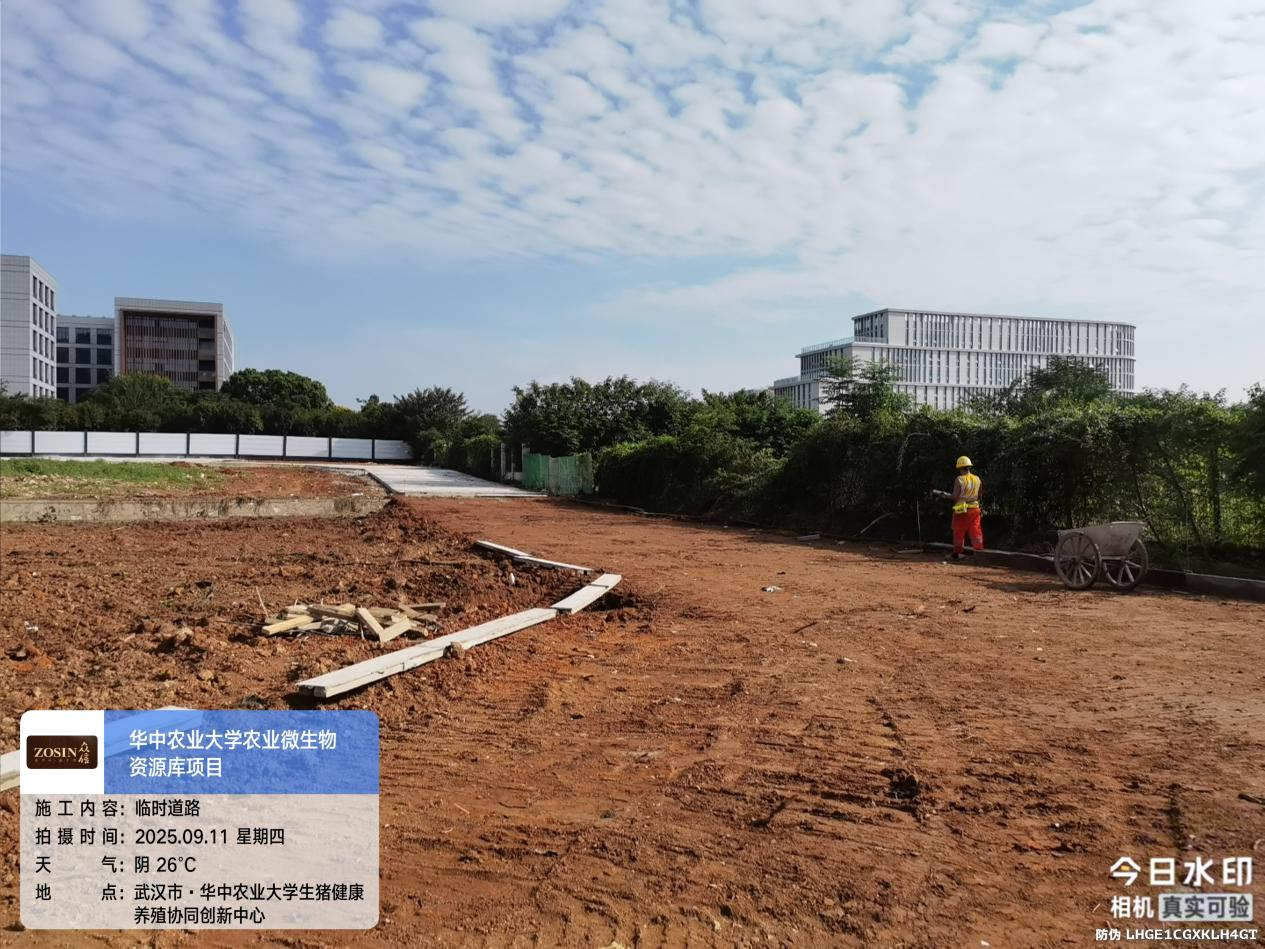 ZOSIN 众信
华中农业大学农业微生物
资源库项目
施工内容：临时道路
拍摄时间：2025.09.11 星期四
天气：阴 26°C
地点：武汉市·华中农业大学生猪健康
养殖协同创新中心
今日水印
相机 真实可验
防伪 LHGE1CGXKLH4GT